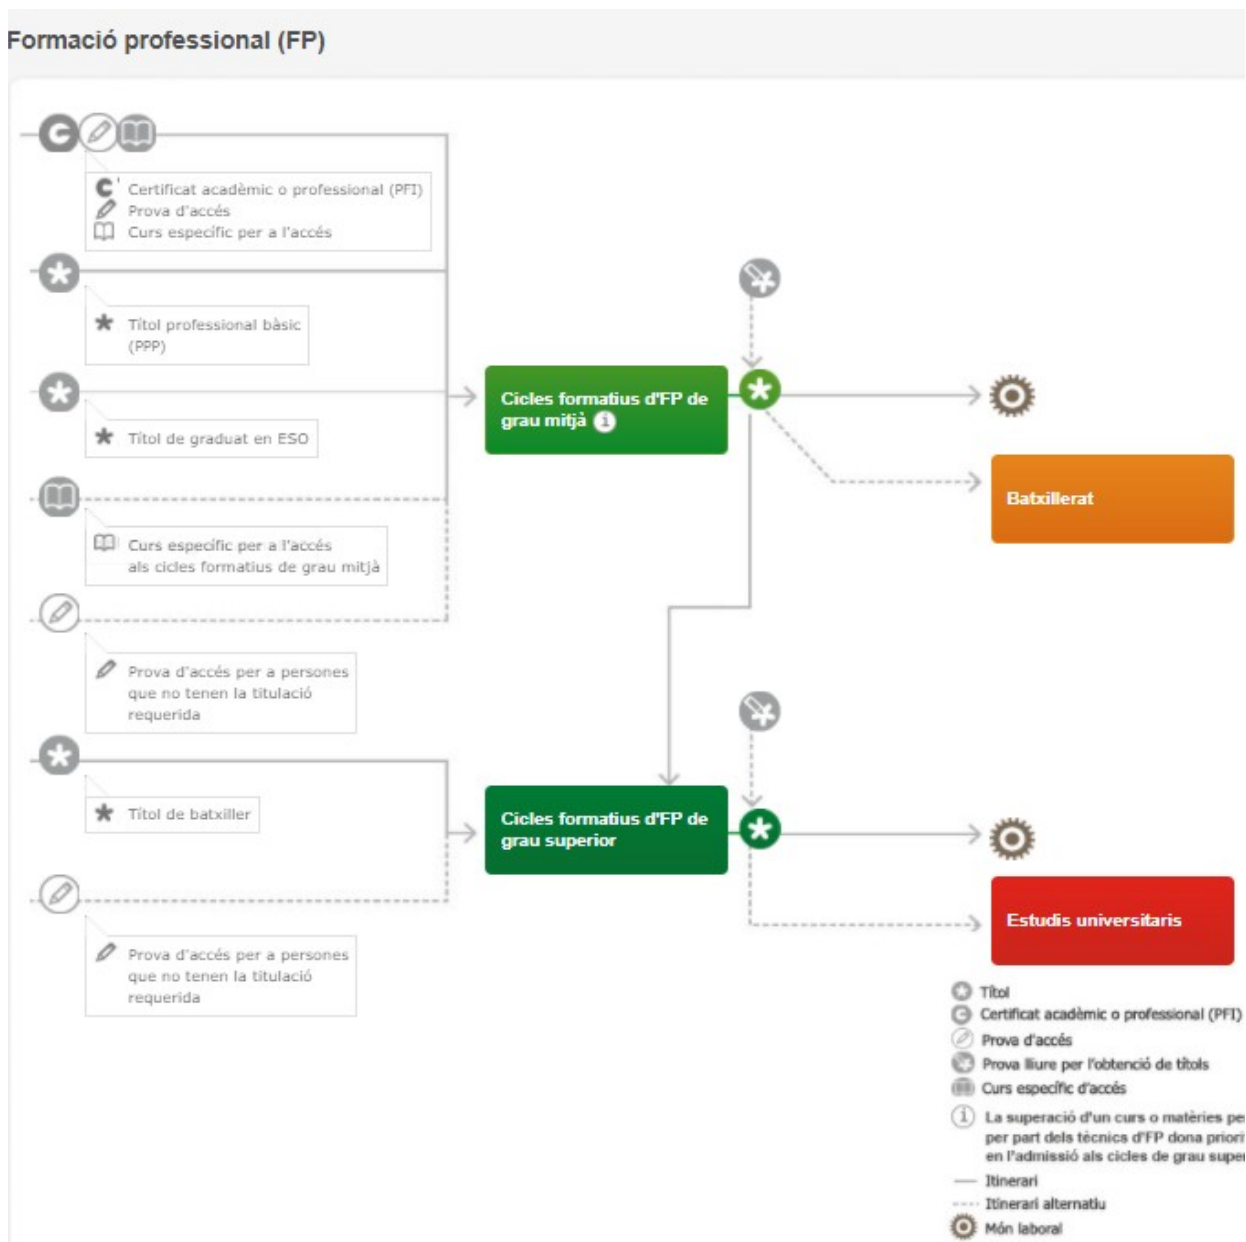 Formació professional (FP)
Certificat acadèmic o professional (PFI)
Prova d'accés
Curs específic per a l'accés
Títol professional bàsic
(PPP)
Títol de graduat en ESO
Curs específic per a l'accés
als cicles formatius de grau mitjà
Prova d'accés per a persones
que no tenen la titulació
requerida
Cicles formatius d'FP de
grau mitjà
Batxillerat
Títol de batxiller
Prova d'accés per a persones
que no tenen la titulació
requerida
Cicles formatius d'FP de
grau superior
Estudis universitaris
Títol
Certificat acadèmic o professional (PFI)
Prova d'accés
Prova lliure per l'obtenció de títols
Curs específic d'accés
La superació d'un curs o matèries
per part dels tècnics d'FP dona
en l'admissió als cicles de grau
Itinerari
Itinerari alternatiu
Món laboral